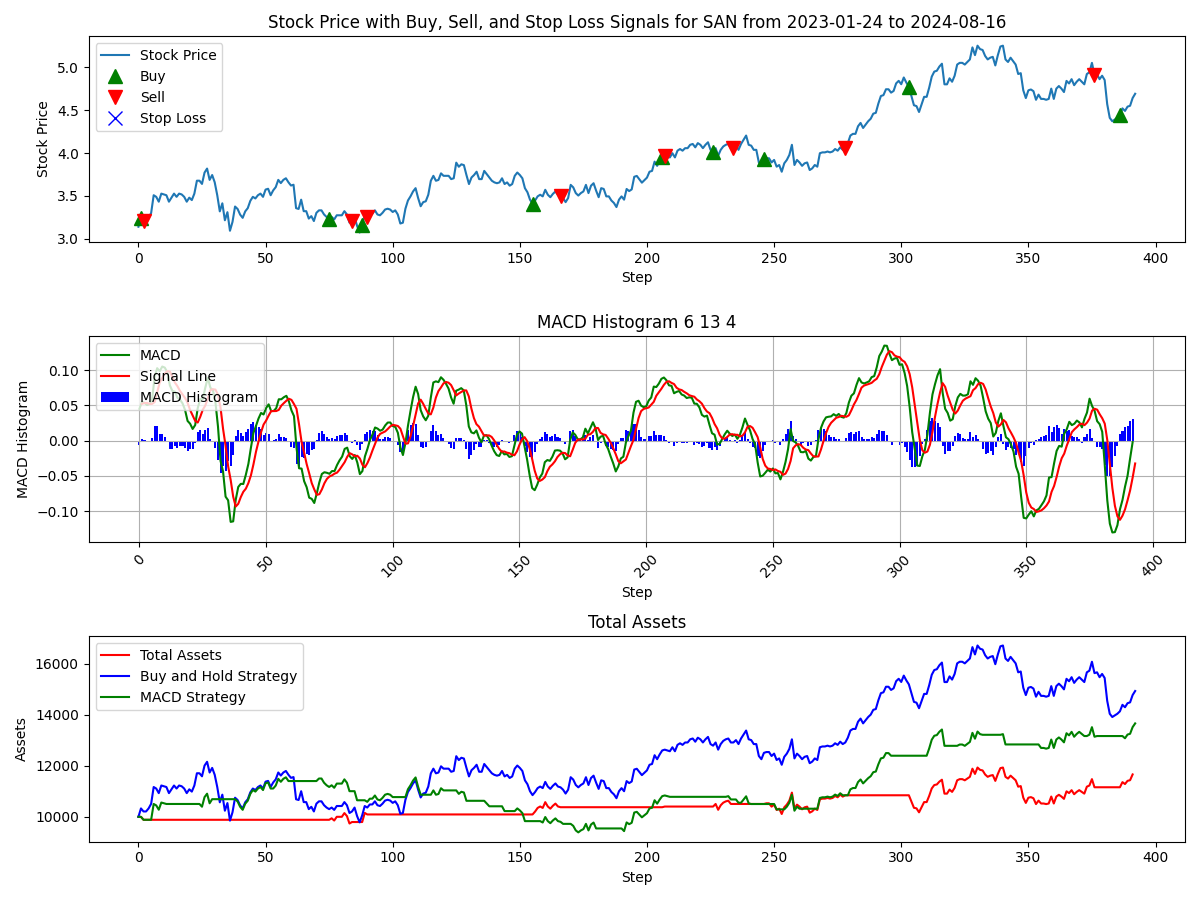 Stock Price with Buy, Sell, and Stop Loss Signals for SAN from 2023-01-24 to 2024-08-16
Stock Price
Buy
Sell
Stop Loss
Stock Price
5.0
4.5
4.0
3.5
3.0
0 50 100 150 200 250 300 350 400
Step
MACD Histogram 6 13 4
MACD
Signal Line
MACD Histogram
MACD Histogram
0.10
0.05
0.00
−0.05
−0.10
0 50 100 150 200 250 300 350 400
Step
Total Assets
Total Assets
Buy and Hold Strategy
MACD Strategy
Assets
16000
14000
12000
10000
0 50 100 150 200 250 300 350 400
Step